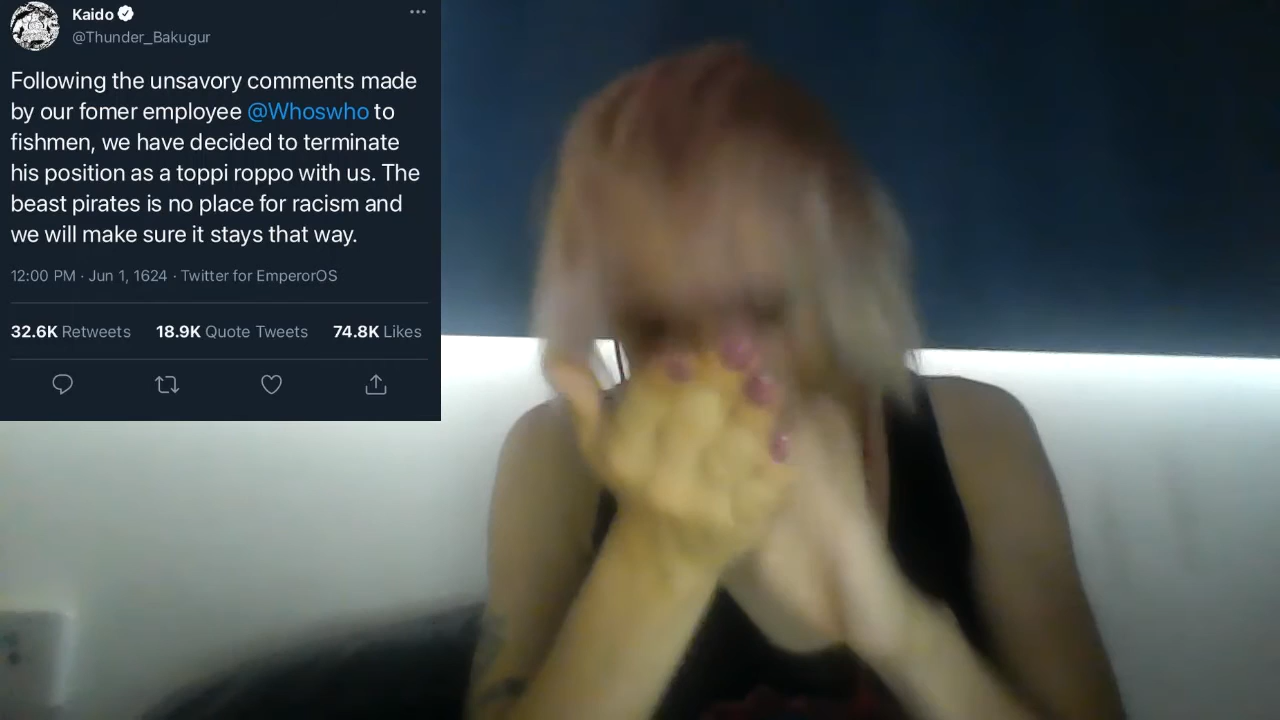 Kaido
@Thunder_Bakugur
Following the unsavory comments made
by our fomer employee @Whoswho to
fishmen, we have decided to terminate
his position as a toppi roppo with us. The
beast pirates is no place for racism and
we will make sure it stays that way.
12:00 PM · Jun 1, 1624 · Twitter for EmperorOS
32.6K Retweets 18.9K Quote Tweets 74.8K Likes